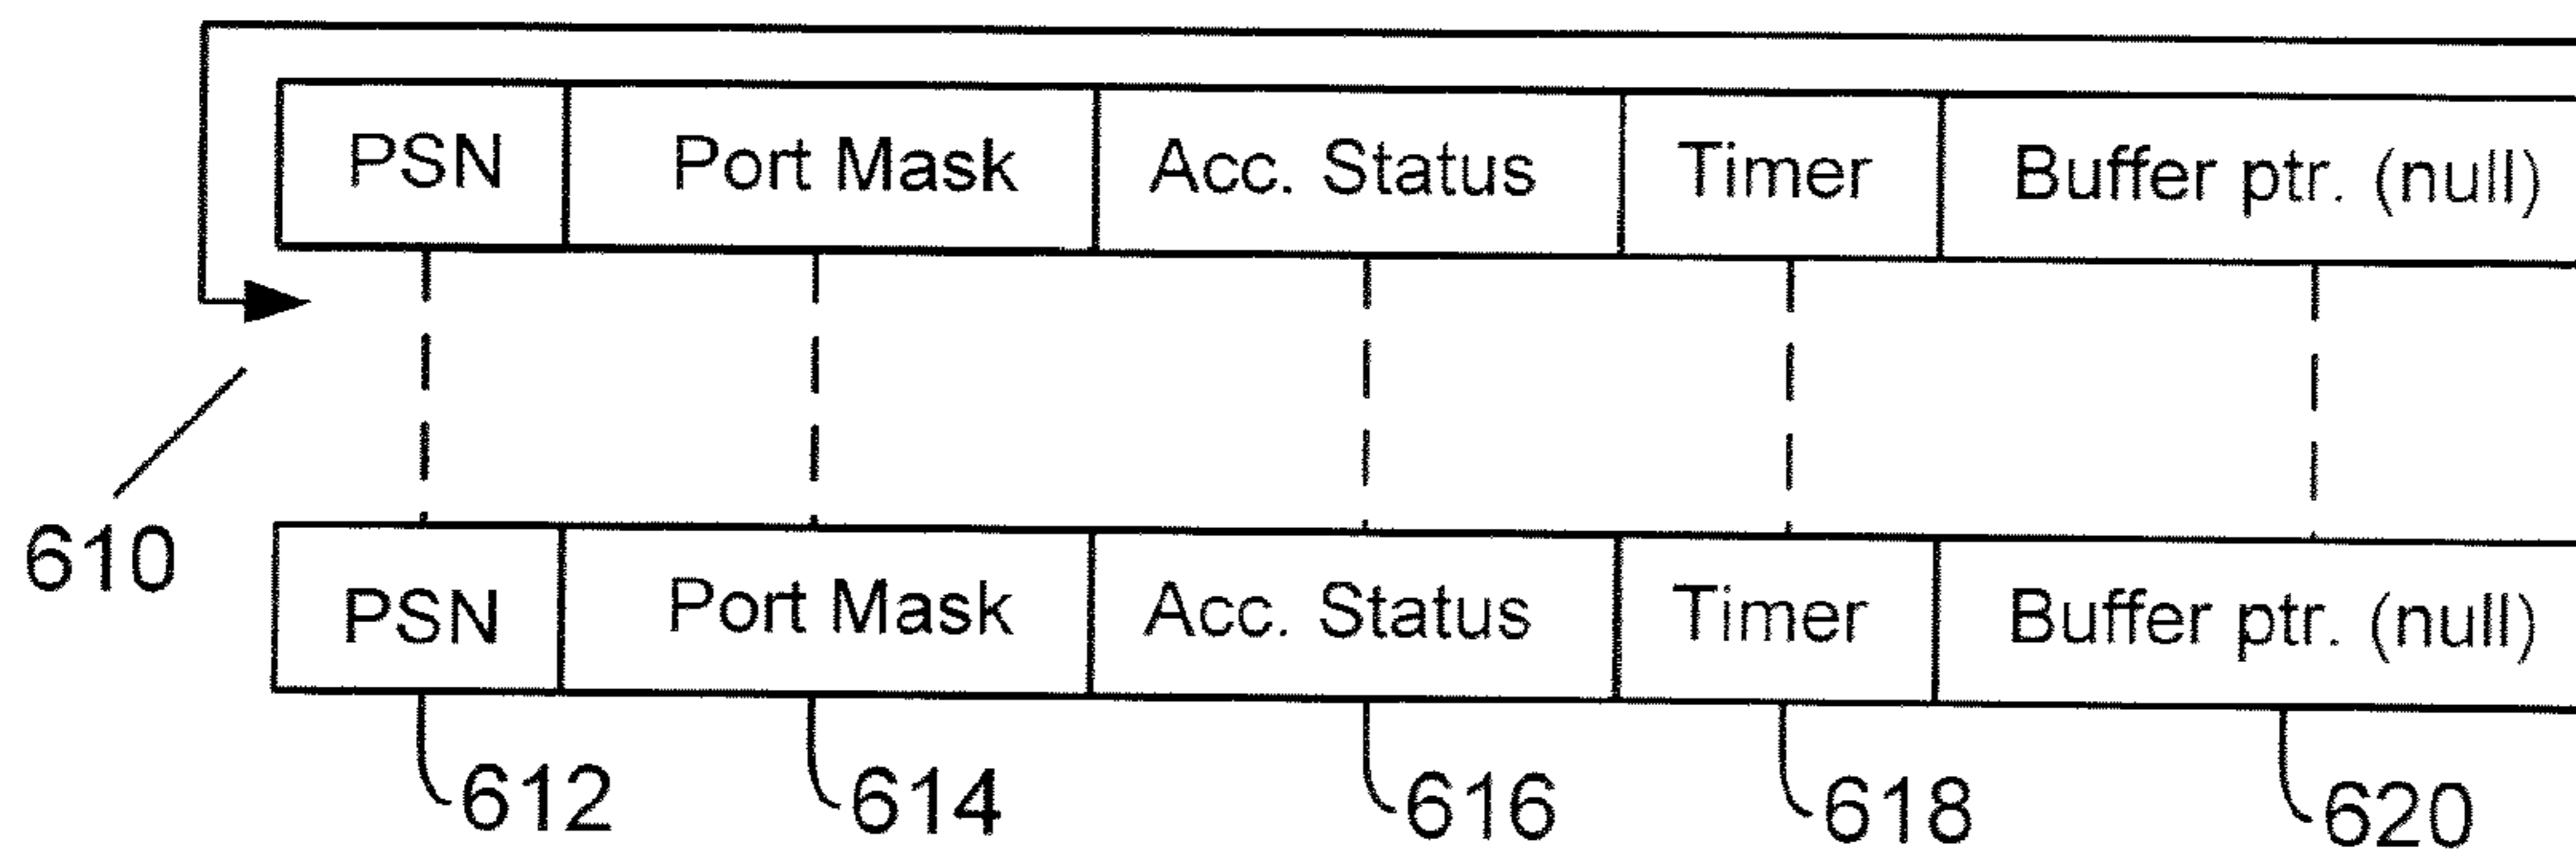 PSN Port Mask Acc. Status Timer Buffer ptr. (null)
610
PSN Port Mask Acc. Status Timer Buffer ptr. (null)
612 614 616 618 620